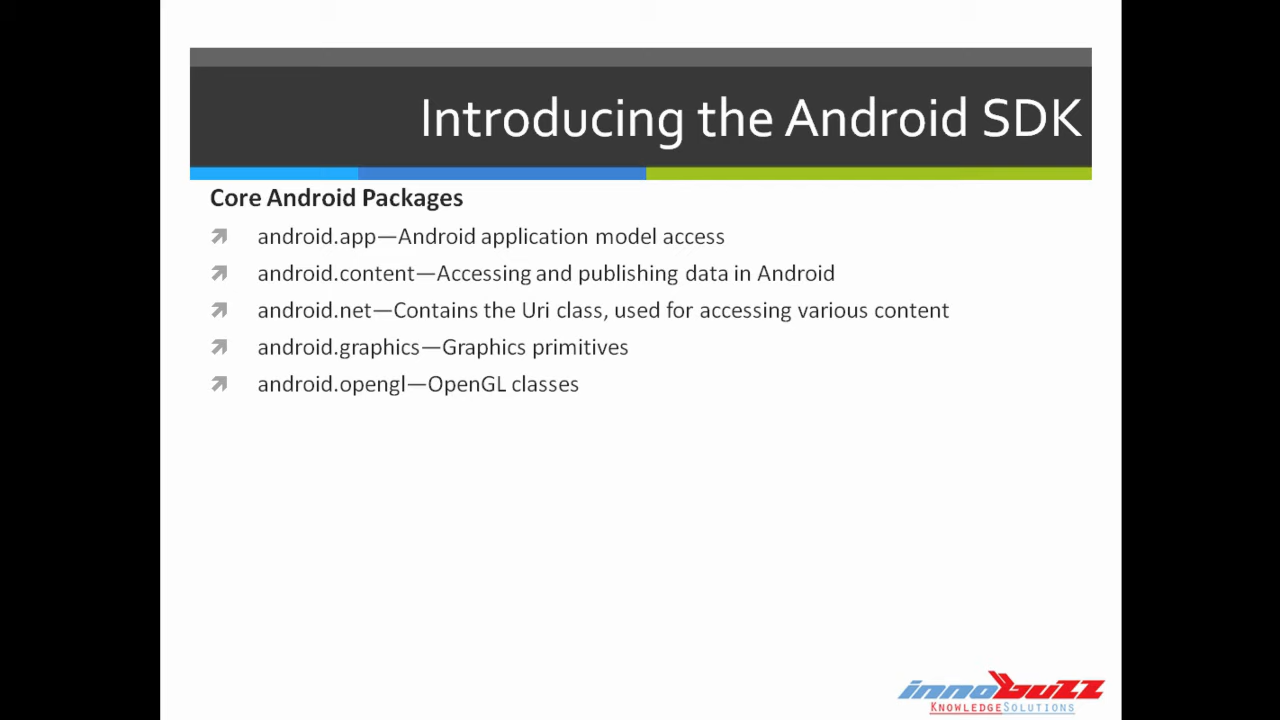 Introducing the Android SDK
Core Android Packages
android.app—Android application model access
android.content—Accessing and publishing data in Android
android.net—Contains the Uri class, used for accessing various content
android.graphics—Graphics primitives
android.opengl—OpenGL classes
innobuzz
KNOWLEDGESOLUTIONS